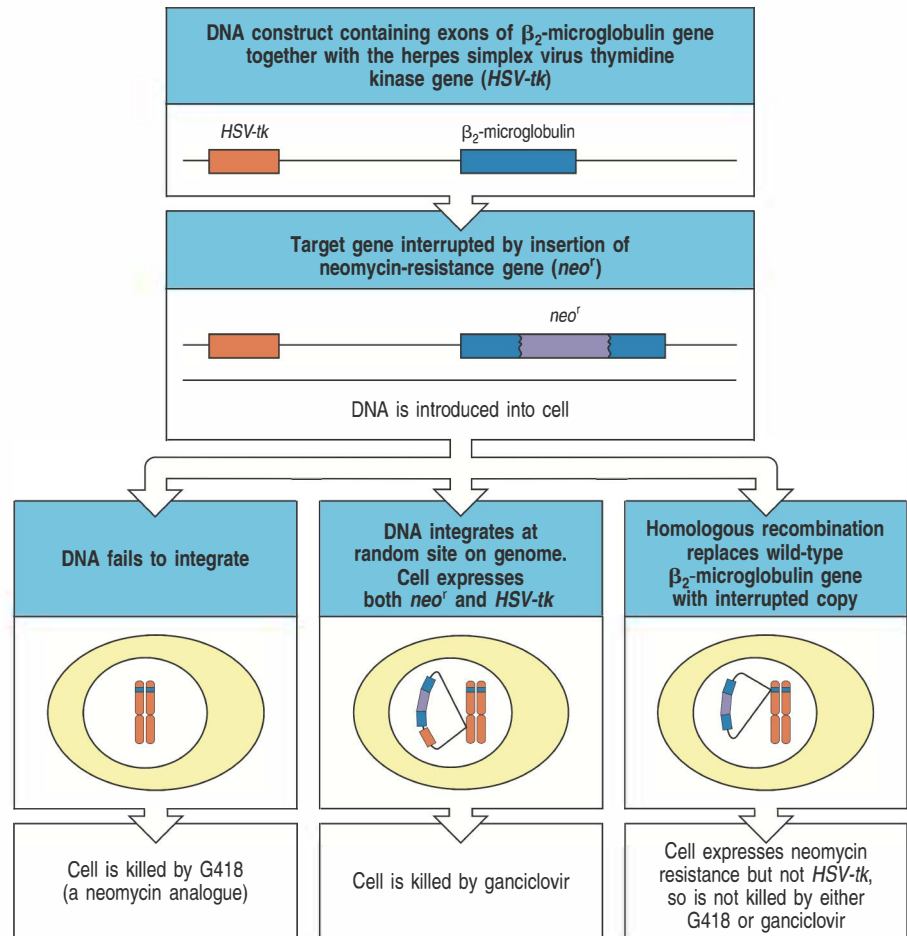 DNA construct containing exons of β₂-microglobulin gene
together with the herpes simplex virus thymidine
kinase gene (HSV-tk)
HSV-tk
β₂-microglobulin
Target gene interrupted by insertion of
neomycin-resistance gene (neoʳ)
neoʳ
DNA is introduced into cell
DNA fails to integrate
DNA integrates at
random site on genome.
Cell expresses
both neoʳ and HSV-tk
Homologous recombination
replaces wild-type
β₂-microglobulin gene
with interrupted copy
Cell is killed by G418
(a neomycin analogue)
Cell is killed by ganciclovir
Cell expresses neomycin
resistance but not HSV-tk,
so is not killed by either
G418 or ganciclovir